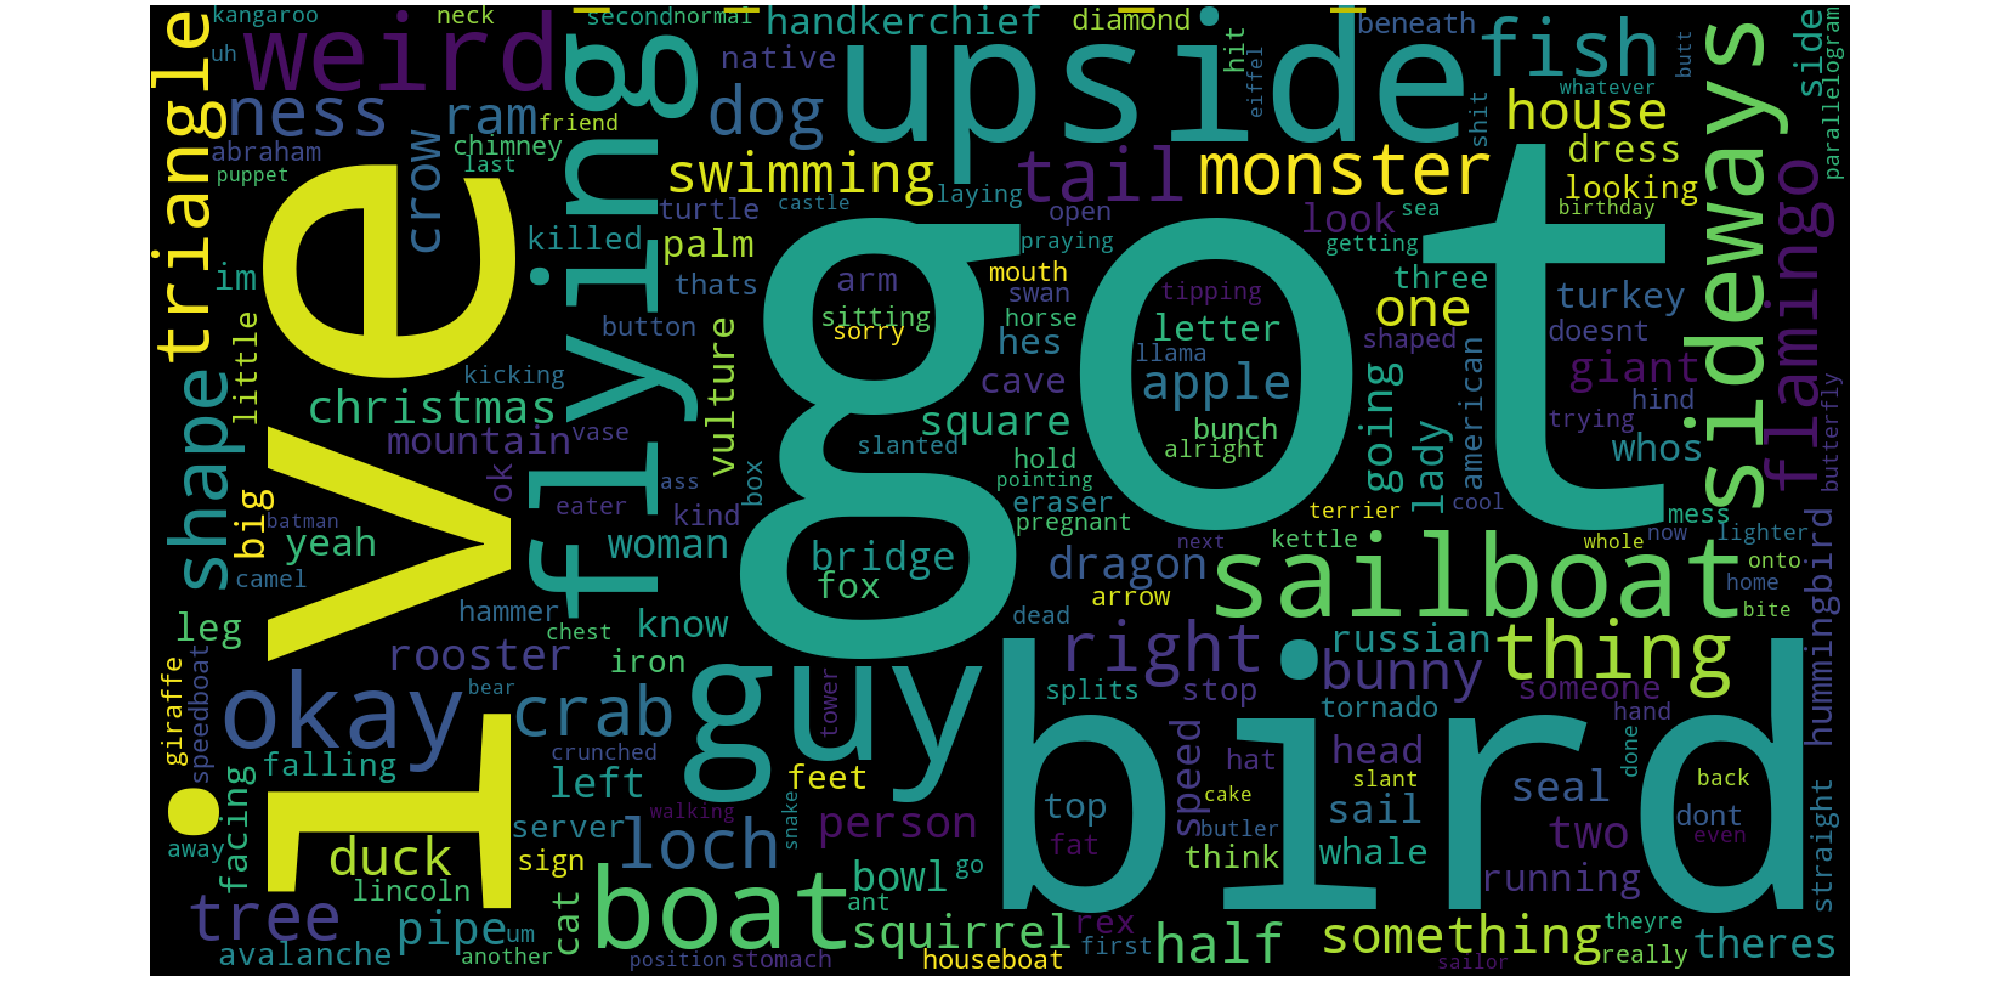 kangaroo
neck
second
normal
handkerchief
diamond
beneath
fish
side
parallelogram
uh
weird
flying
native
upside
hit
eiffel
butt
whatever
triangle
ness
ram
friend
dog
shit
house
sideways
abraham
crow
chimney
last
puppet
swimming
tail
monster
dress
looking
birthday
flamingo
ive
turtle
castle
laying
open
look
sea
killed
palm
praying
getting
got
im
thats
arm
mouth
swan
tipping
three
turkey
little
button
vulture
sitting
sorry
horse
hes
letter
one
shaped
doesnt
shape
kicking
cave
llama
apple
going
american
giant
hind
butterfly
christmas
mountain
vase
square
bunch
alright
lady
trying
whos
slanted
hold
pointing
ok
box
ass
big
batman
eater
kind
eraser
pregnant
terrier
cool
mess
yeah
woman
bridge
fox
next
kettle
whole
now
lighter
camel
dragon
arrow
sailboat
onto
home
bite
hummingbird
leg
hammer
chest
know
dead
rooster
iron
right
russian
bunny
thing
giraffe
speedboat
okay
bear
crab
guy
tower
splits
stop
bird
someone
tornado
hand
falling
crunched
left
feet
speed
hat
head
slant
done
back
facing
cake
seal
straight
duck
server
walking
snake
person
top
butler
sail
two
dont
away
sign
loch
fat
think
whale
even
lincoln
boat
bowl
go
running
tree
pipe
um
cat
ant
squirrel
rex
half
something
theyre
avalanche
another
position
stomach
houseboat
first
sailor
really
theres